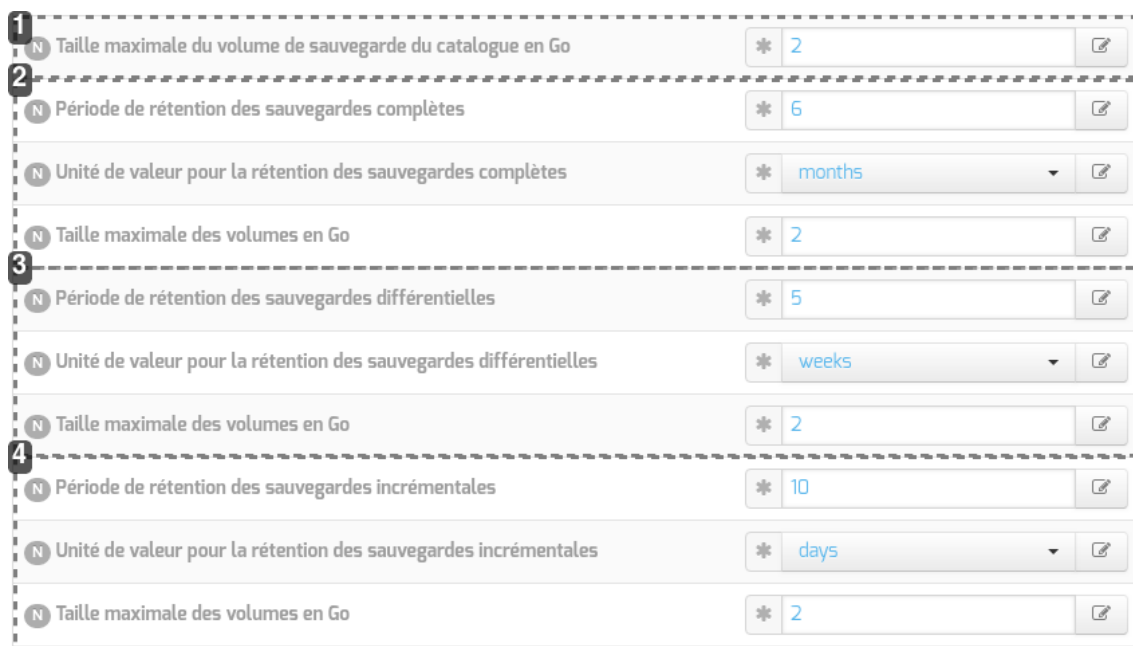 1
N Taille maximale du volume de sauvegarde du catalogue en Go 2
2
N Période de rétention des sauvegardes complètes 6
N Unité de valeur pour la rétention des sauvegardes complètes months
N Taille maximale des volumes en Go 2
3
N Période de rétention des sauvegardes différentielles 5
N Unité de valeur pour la rétention des sauvegardes différentielles weeks
N Taille maximale des volumes en Go 2
4
N Période de rétention des sauvegardes incrémentales 10
N Unité de valeur pour la rétention des sauvegardes incrémentales days
N Taille maximale des volumes en Go 2